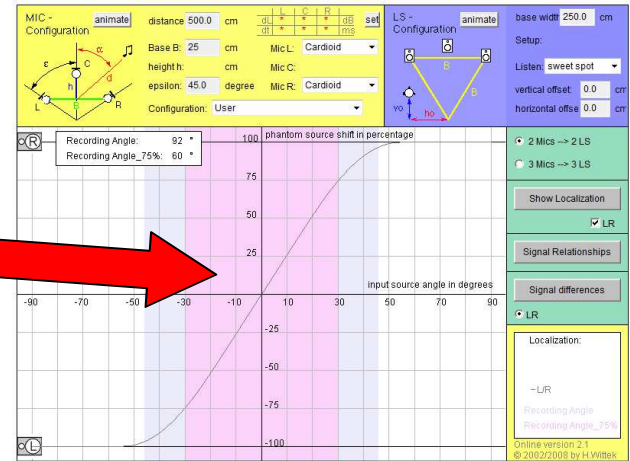 MIC -
Configuration
animate
distance 500.0 cm
L C R
dL * * * dB
dt * * * ms
set
Base B: 25 cm
Mic L: Cardioid
height h: cm
Mic C:
epsilon: 45.0 degree
Mic R: Cardioid
Configuration: User
α
ε
C
d
h
L
B
R
LS -
Configuration
animate
B
B
vo
ho
base width 250.0 cm
Setup:
Listen: sweet spot
vertical offset: 0.0 cm
horizontal offse 0.0 cm
R
Recording Angle: 92 °
Recording Angle_75%: 60 °
phantom source shift in percentage
100
75
50
25
input source angle in degrees
-90 -70 -50 -30 -10 10 30 50 70 90
-25
-50
-75
-100
L
2 Mics --> 2 LS
3 Mics --> 3 LS
Show Localization
LR
Signal Relationships
Signal differences
LR
Localization:
– L/R
Recording Angle
Recording Angle_75%
Online version 2.1
© 2002/2008 by H.Wittek